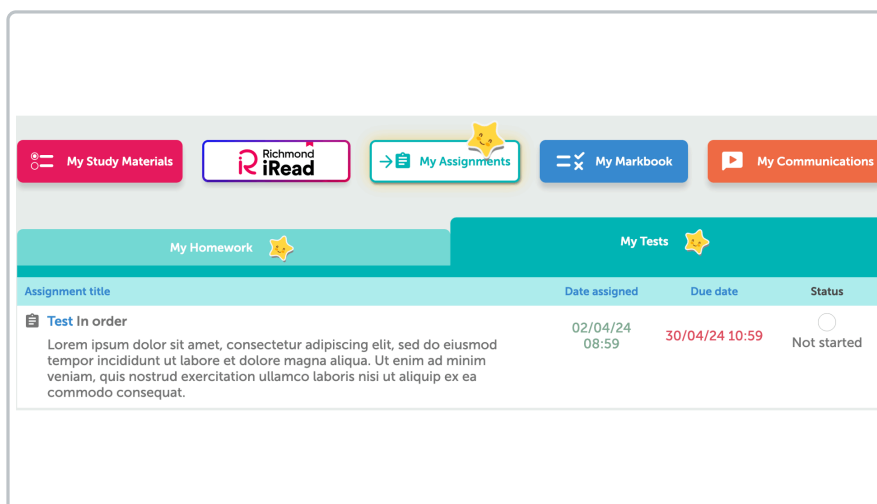 My Study Materials
Richmond
iRead
My Assignments
My Markbook
My Communications
My Homework
My Tests
Assignment title
Date assigned
Due date
Status
Test In order
Lorem ipsum dolor sit amet, consectetur adipiscing elit, sed do eiusmod
tempor incididunt ut labore et dolore magna aliqua. Ut enim ad minim
veniam, quis nostrud exercitation ullamco laboris nisi ut aliquip ex ea
commodo consequat.
02/04/24
08:59
30/04/24 10:59
Not started